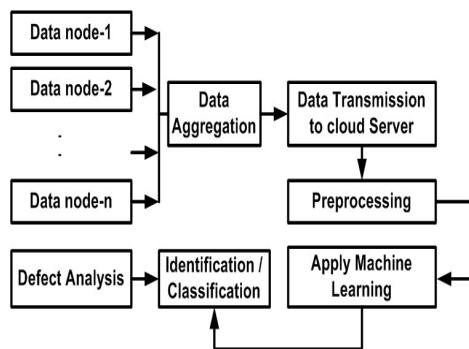 Data node-1
Data node-2
Data
Aggregation
Data Transmission
to cloud Server
Data node-n
Preprocessing
Defect Analysis
Identification /
Classification
Apply Machine
Learning